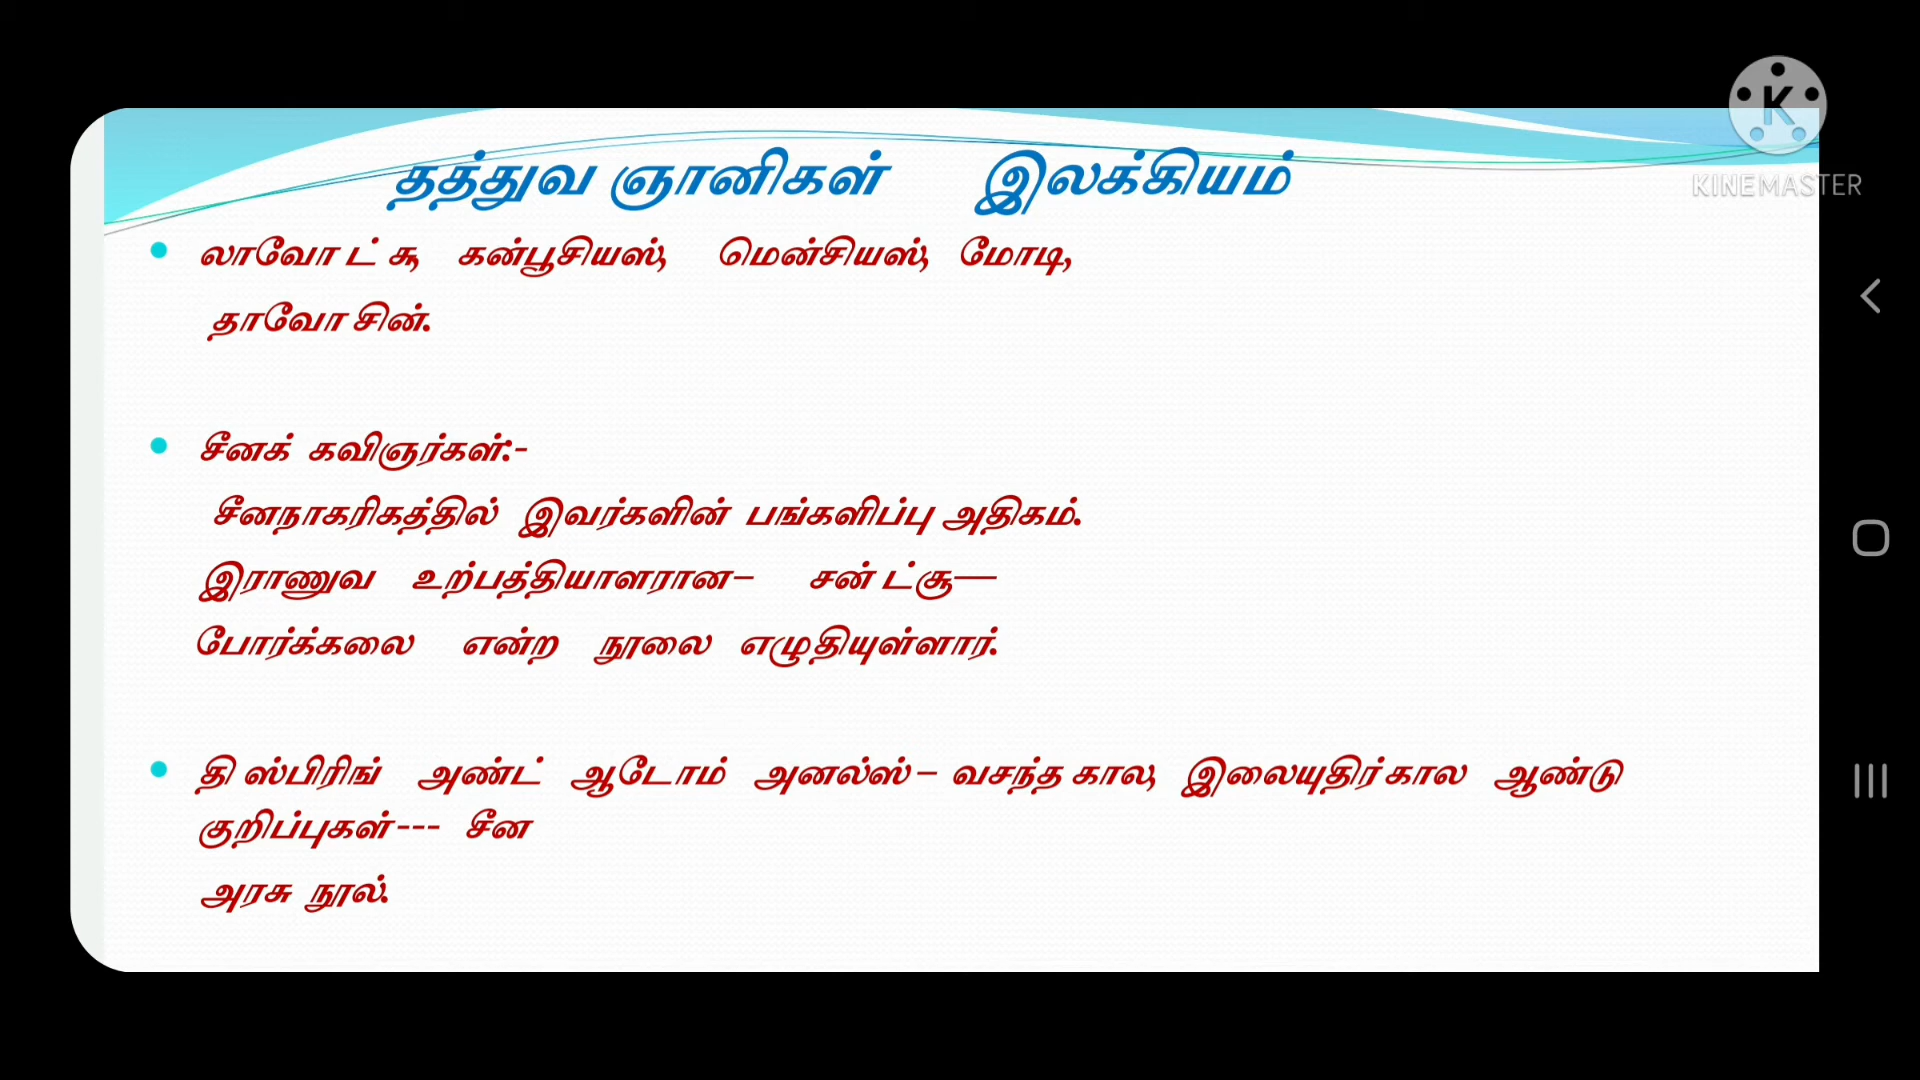 KINEMASTER
தத்துவ ஞானிகள் இலக்கியம்
லாவோ ட் சு, கன்பூசியஸ், மென்சியஸ், மோடி,
தாவோ சின்.
சீனக் கவிஞர்கள்:-
சீனநாகரிகத்தில் இவர்களின் பங்களிப்பு அதிகம்.
இராணுவ உற்பத்தியாளரான– சன் ட்சூ—
போர்க்கலை என்ற நூலை எழுதியுள்ளார்.
தி ஸ்பிரிங் அண்ட் ஆடோம் அனல்ஸ் – வசந்த கால, இலையுதிர்கால ஆண்டு
குறிப்புகள்--- சீன
அரசு நூல்.